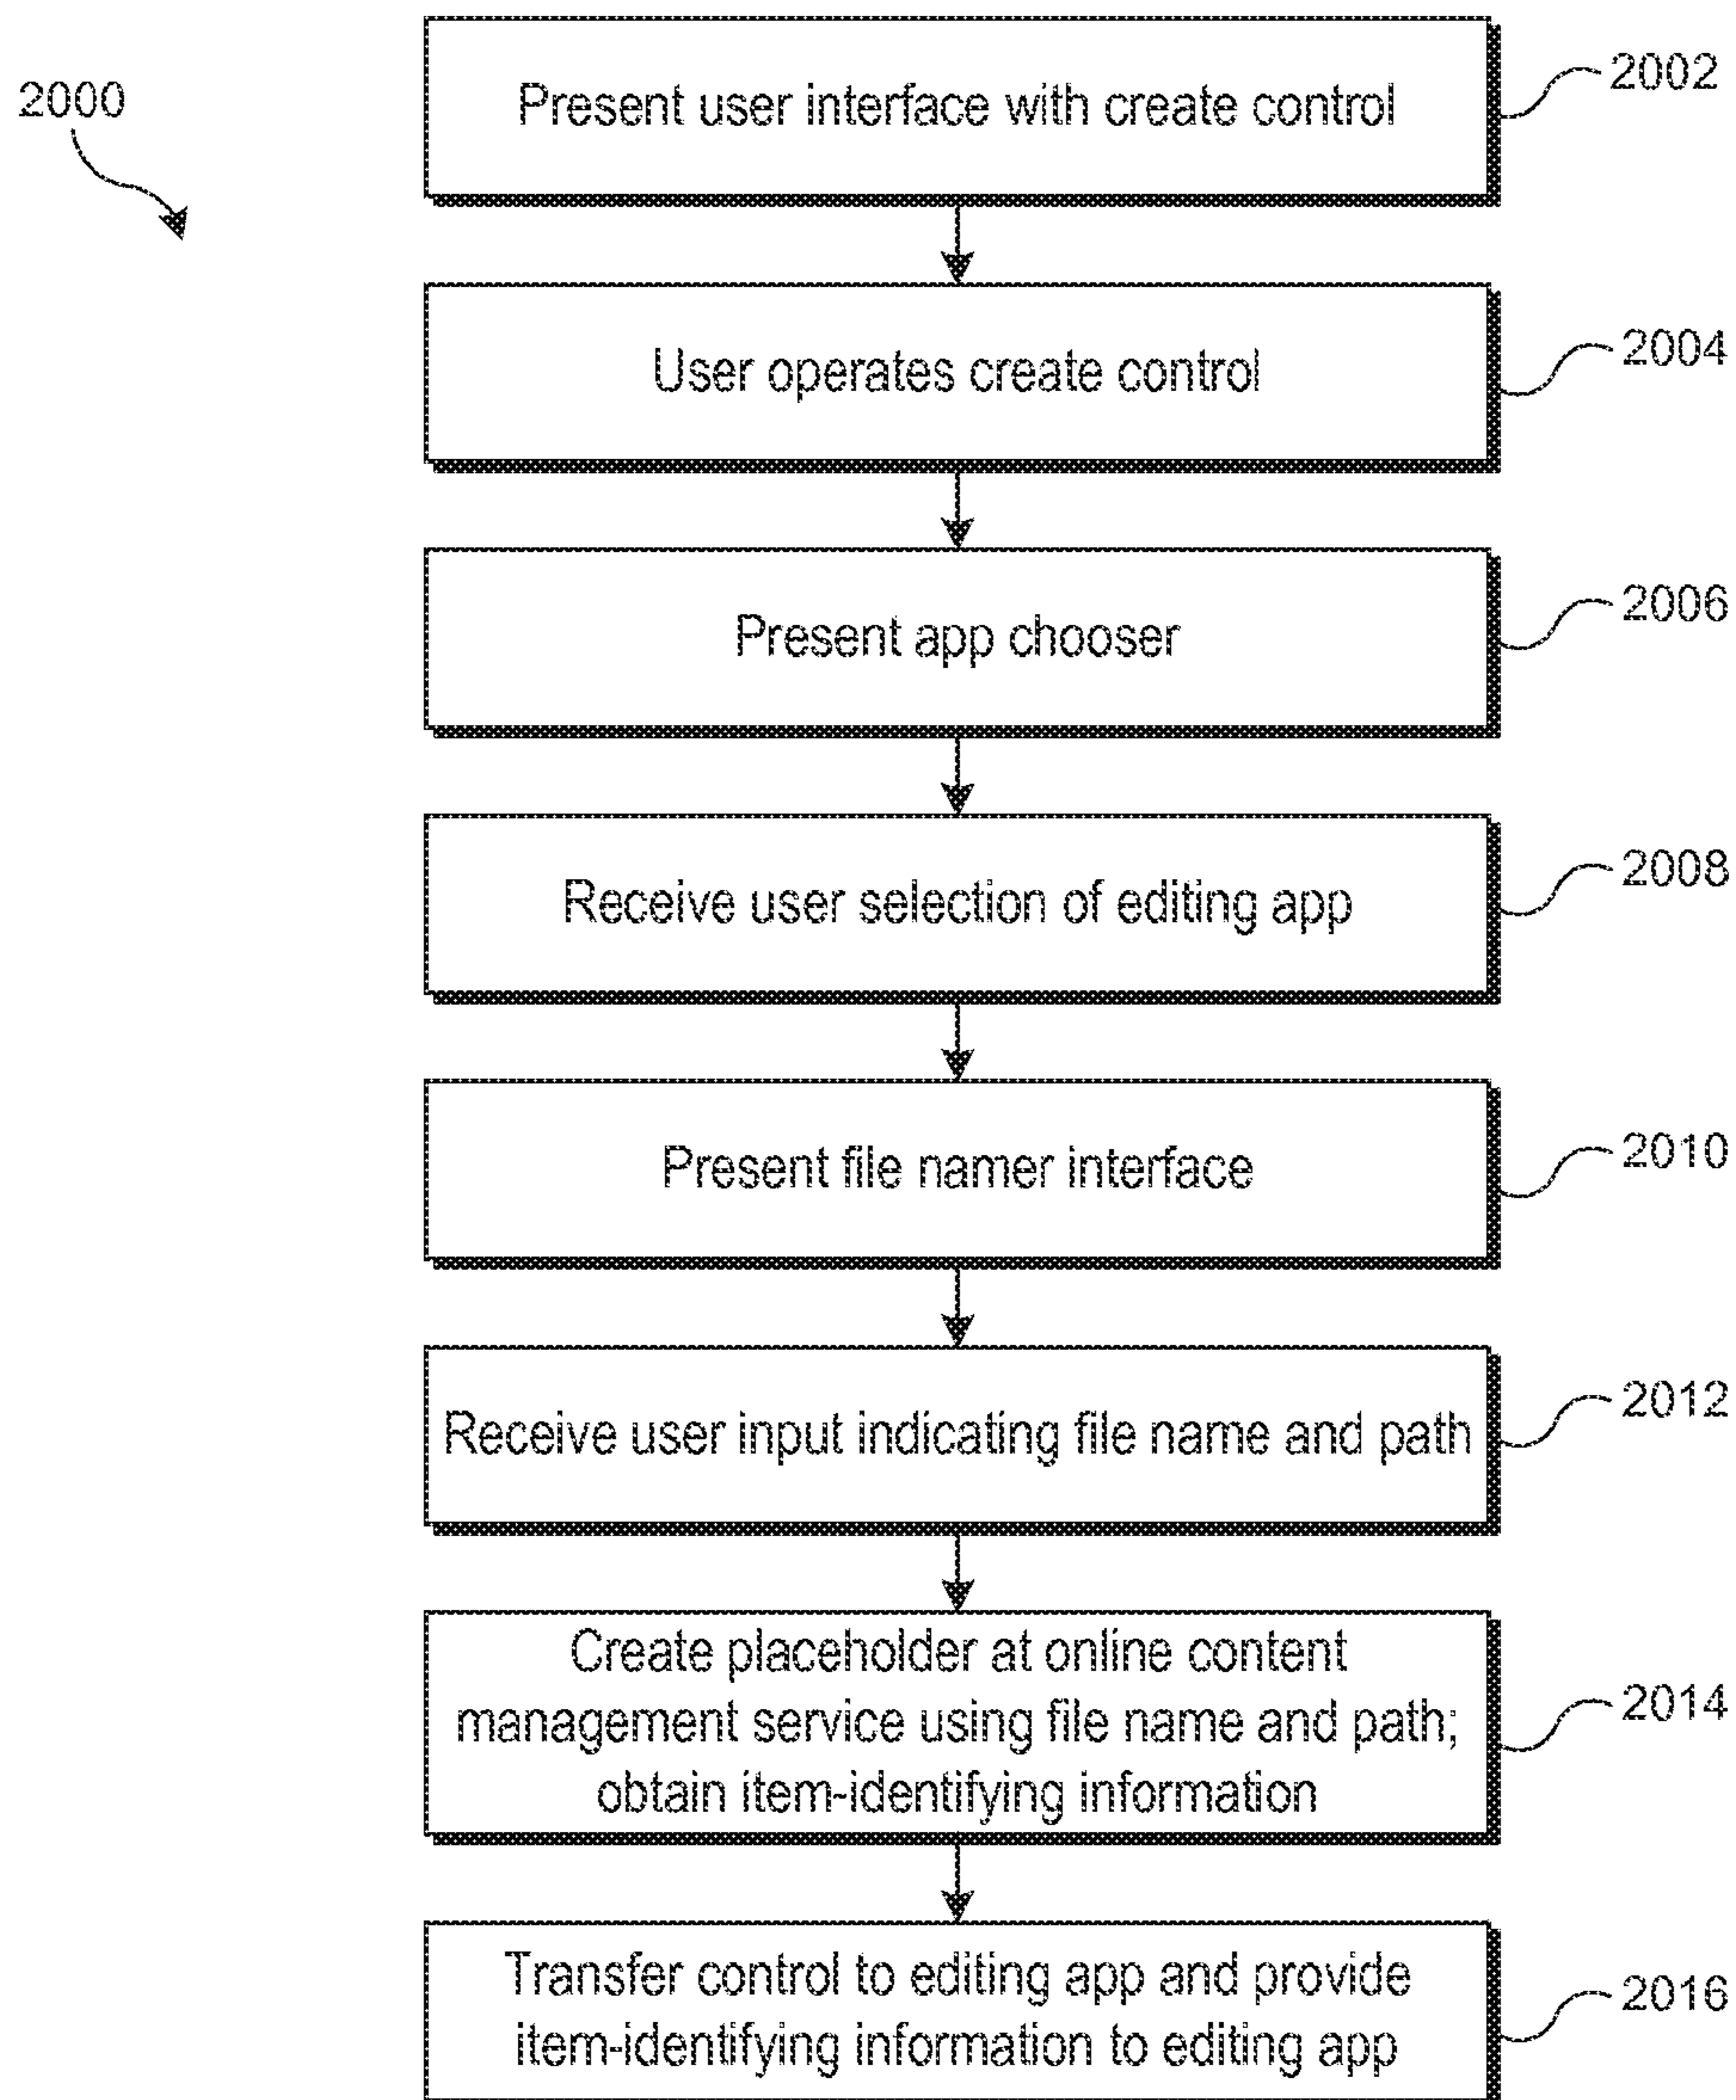 2000
Present user interface with create control
2002
User operates create control
2004
Present app chooser
2006
Receive user selection of editing app
2008
Present file namer interface
2010
Receive user input indicating file name and path
2012
Create placeholder at online content
management service using file name and path;
obtain item-identifying information
2014
Transfer control to editing app and provide
item-identifying information to editing app
2016